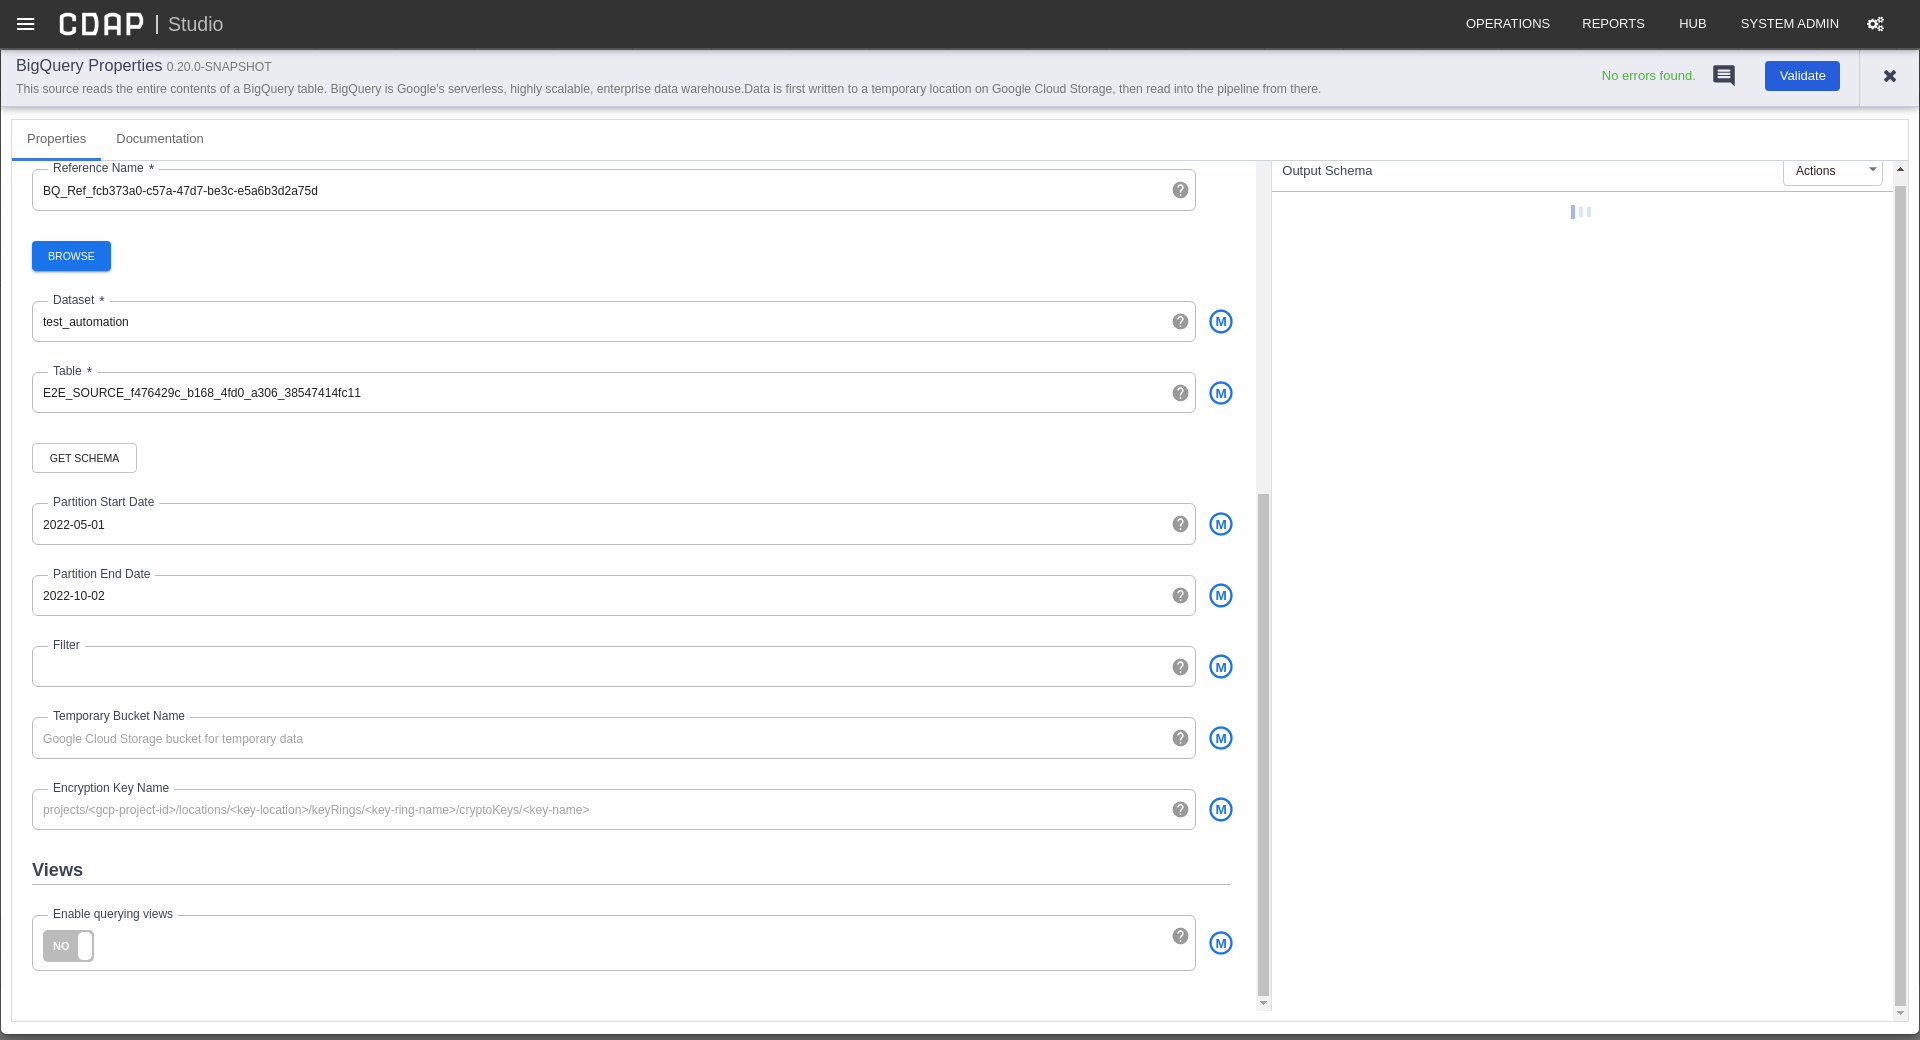 CDAP | Studio
OPERATIONS REPORTS HUB SYSTEM ADMIN
BigQuery Properties 0.20.0-SNAPSHOT
This source reads the entire contents of a BigQuery table. BigQuery is Google's serverless, highly scalable, enterprise data warehouse.Data is first written to a temporary location on Google Cloud Storage, then read into the pipeline from there.
No errors found.
Validate
Properties Documentation
Reference Name *
BQ_Ref_fcb373a0-c57a-47d7-be3c-e5a6b3d2a75d
?
BROWSE
Dataset *
test_automation
? M
Table *
E2E_SOURCE_f476429c_b168_4fd0_a306_38547414fc11
? M
GET SCHEMA
Partition Start Date
2022-05-01
? M
Partition End Date
2022-10-02
? M
Filter
? M
Temporary Bucket Name
Google Cloud Storage bucket for temporary data
? M
Encryption Key Name
projects/<gcp-project-id>/locations/<key-location>/keyRings/<key-ring-name>/cryptoKeys/<key-name>
? M
Views
Enable querying views
NO
? M
Output Schema
Actions